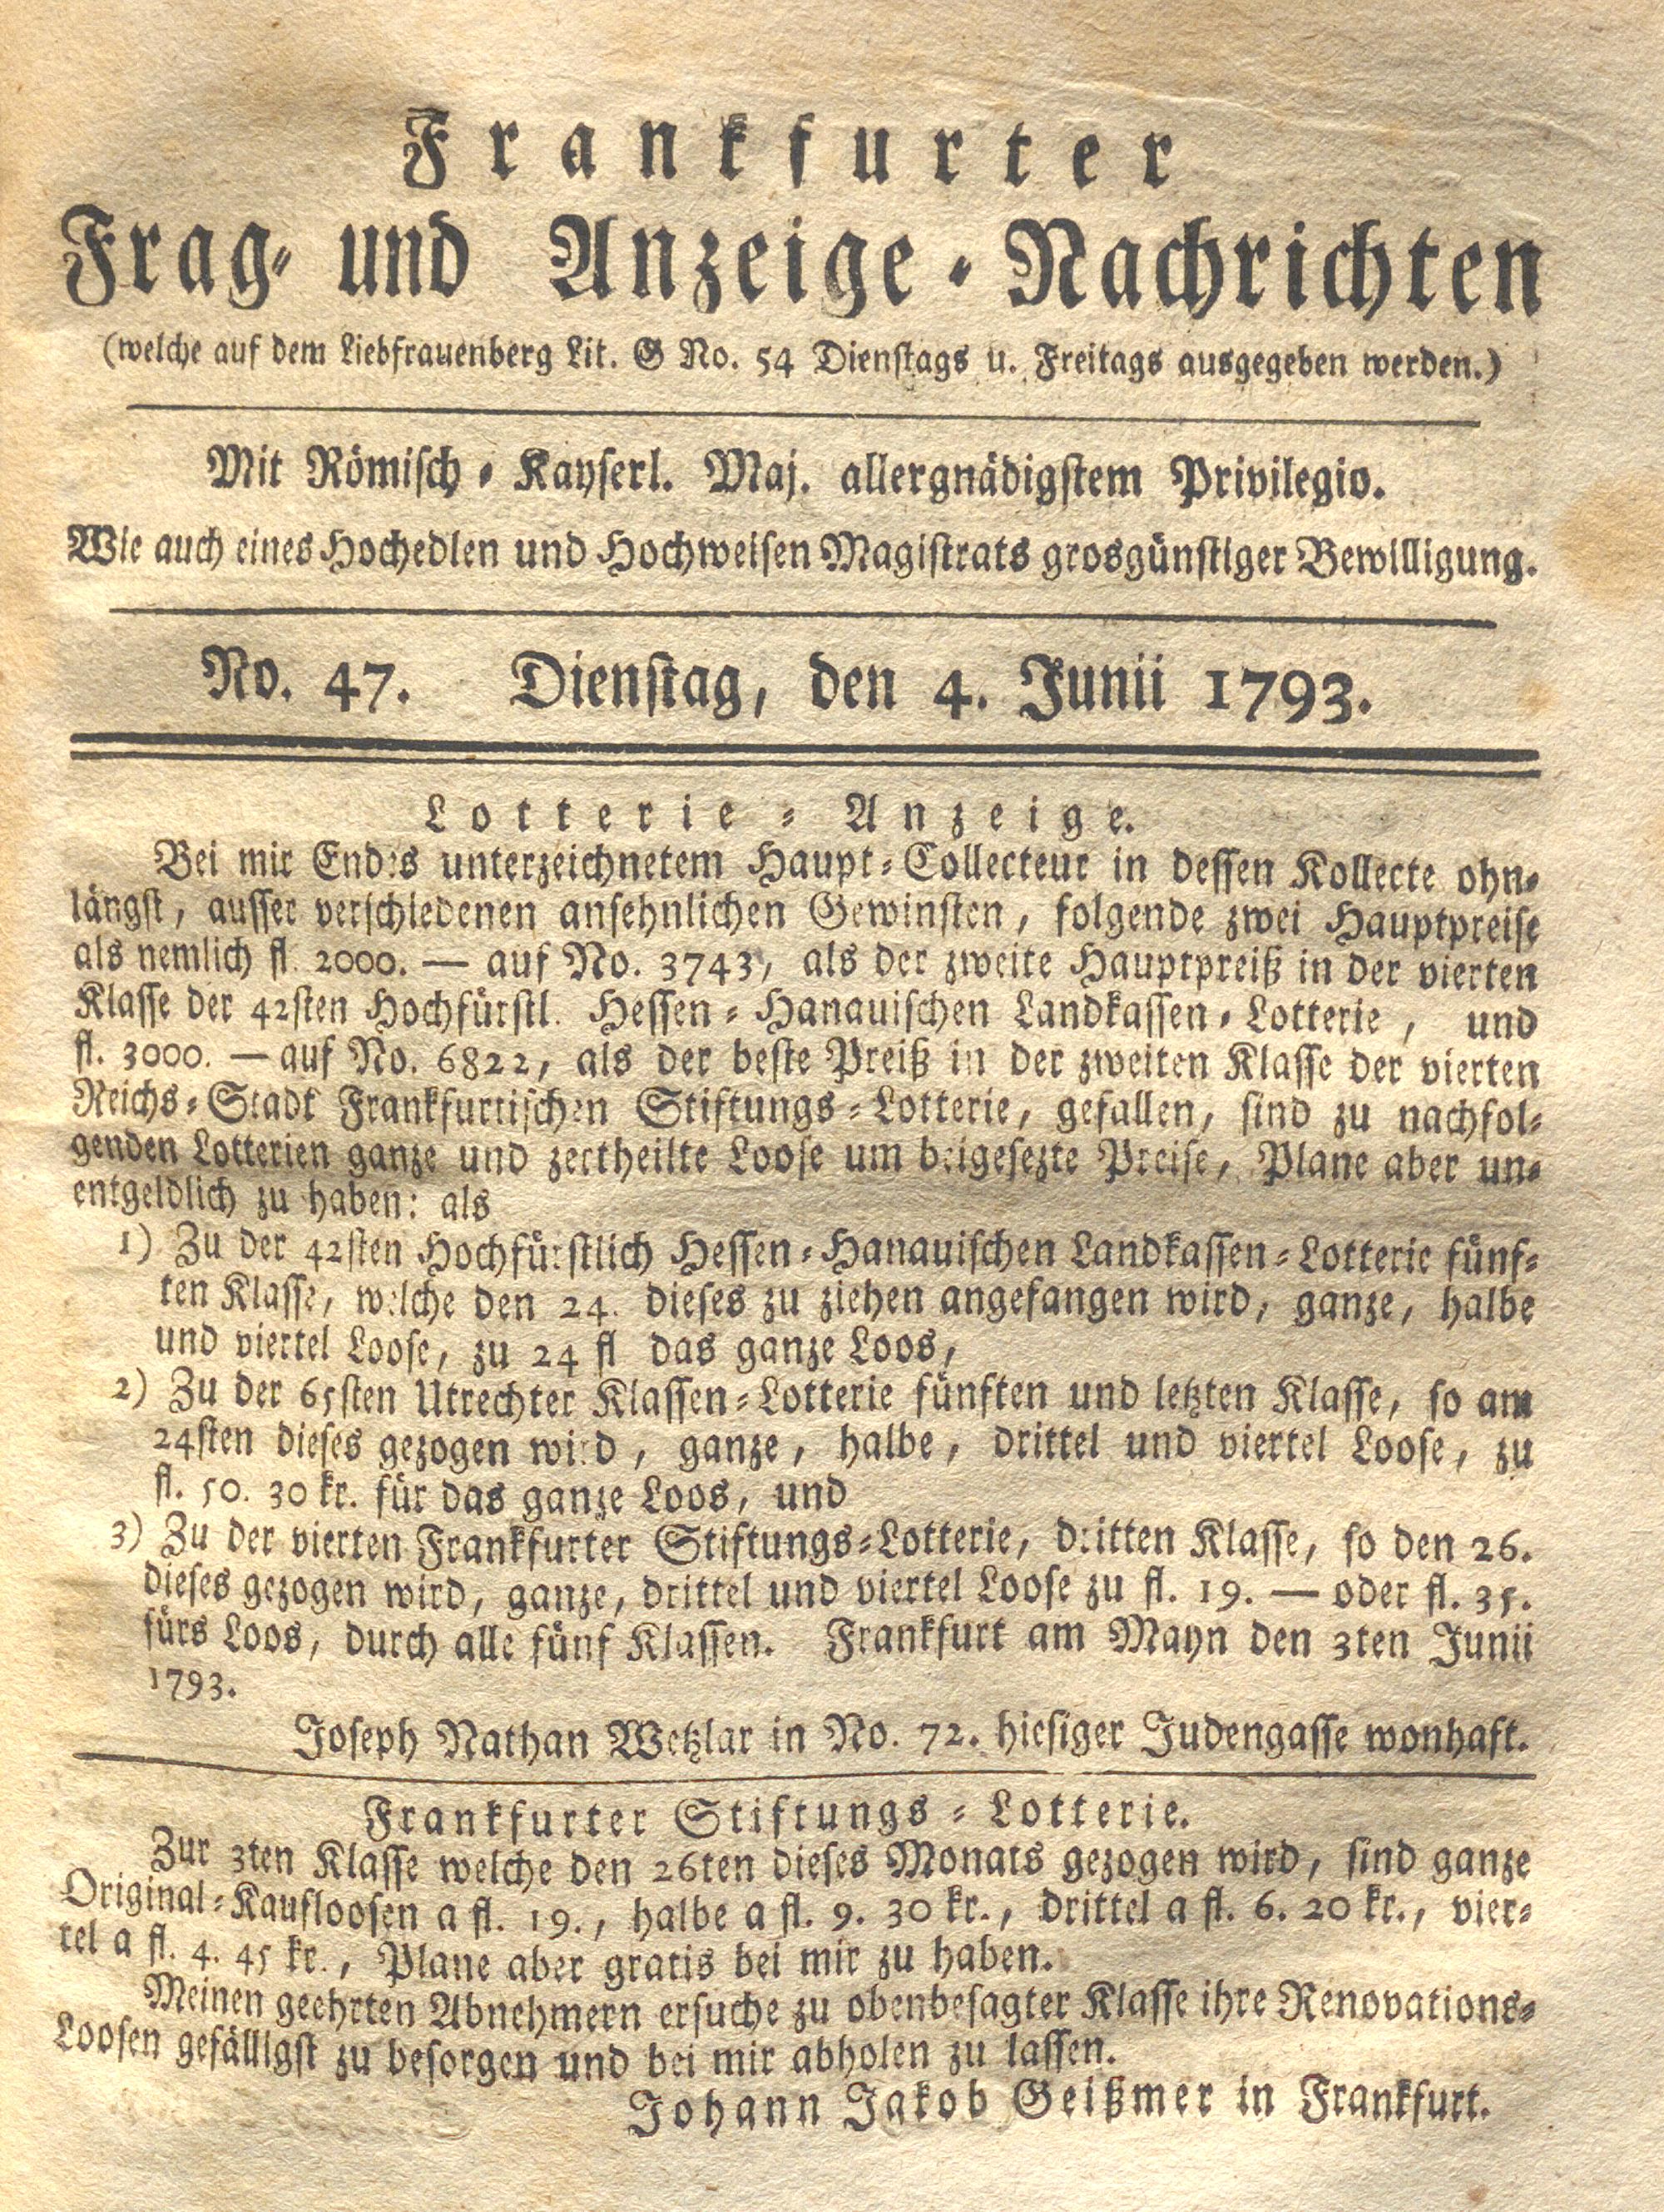 Frankfurter
Frag- und Anzeige-Nachrichten
(welche auf dem Liebfrauenberg Lit. G No. 54 Dienstags u. Freitags ausgegeben werden.)
Mit Römisch-Kayserl. Maj. allergnädigstem Privilegio.
Wie auch eines Hochedlen und Hochweisen Magistrats grosgünstiger Bewilligung.
No. 47. Dienstag, den 4. Junii 1793.
Lotterie-Anzeige.
Bei mir Endes unterzeichnetem Haupt-Collecteur in dessen Kollecte ohn-
längst, ausser verschiedenen ansehnlichen Gewinsten, folgende zwei Hauptpreise
als nemlich fl. 2000. — auf No. 3743, als der zweite Hauptpreiß in der vierten
Klasse der 42sten Hochfürstl. Hessen-Hanauischen Landkassen-Lotterie, und
fl. 3000. — auf No. 6822, als der beste Preiß in der zweiten Klasse der vierten
Reichs-Stadt Frankfurtischen Stiftungs-Lotterie, gefallen, sind zu nachfol-
genden Lotterien ganze und zertheilte Loose um beigesezte Preise, Plane aber un-
entgeldlich zu haben: als
1) Zu der 42sten Hochfürstlich Hessen-Hanauischen Landkassen-Lotterie fünf-
ten Klasse, welche den 24. dieses zu ziehen angefangen wird, ganze, halbe
und viertel Loose, zu 24 fl das ganze Loos,
2) Zu der 65sten Utrechter Klassen-Lotterie fünften und letzten Klasse, so am
24sten dieses gezogen wird, ganze, halbe, drittel und viertel Loose, zu
fl. 50. 30 kr. für das ganze Loos, und
3) Zu der vierten Frankfurter Stiftungs-Lotterie, dritten Klasse, so den 26.
dieses gezogen wird, ganze, drittel und viertel Loose zu fl. 19. — oder fl. 35.
fürs Loos, durch alle fünf Klassen. Frankfurt am Mayn den 3ten Junii
1793.
Joseph Nathan Wetzlar in No. 72. hiesiger Judengasse wonhaft.
Frankfurter Stiftungs-Lotterie.
Zur 3ten Klasse welche den 26ten dieses Monats gezogen wird, sind ganze
Original-Kaufloosen a fl. 19., halbe a fl. 9. 30 kr., drittel a fl. 6. 20 kr., vier-
tel a fl. 4. 45 kr., Plane aber gratis bei mir zu haben.
Meinen geehrten Abnehmern ersuche zu obenbesagter Klasse ihre Renovations-
Loosen gefälligst zu besorgen und bei mir abholen zu lassen.
Johann Jakob Geißmer in Frankfurt.